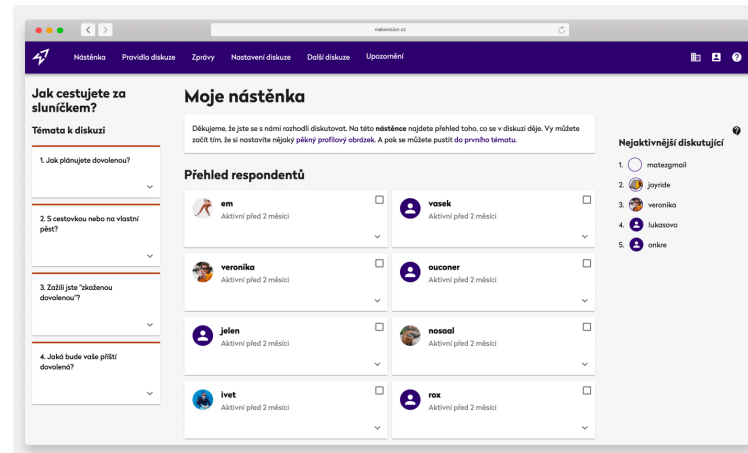 makevision.cz
Nástěnka Pravidla diskuze Zprávy Nastavení diskuze Další diskuze Upozornění
Jak cestujete za
sluníčkem?
Témata k diskuzi
1. Jak plánujete dovolenou?
2. S cestovkou nebo na vlastní
pěst?
3. Zažili jste "zkaženou
dovolenou"?
4. Jaká bude vaše příští
dovolená?
Moje nástěnka
Děkujeme, že jste se s námi rozhodli diskutovat. Na této nástěnce najdete přehled toho, co se v diskuzi děje. Vy můžete
začít tím, že si nastavíte nějaký pěkný profilový obrázek. A pak se můžete pustit do prvního tématu.
Přehled respondentů
em
Aktivní před 2 měsíci
vasek
Aktivní před 2 měsíci
veronika
Aktivní před 2 měsíci
ouconer
Aktivní před 2 měsíci
jelen
Aktivní před 2 měsíci
nosaal
Aktivní před 2 měsíci
ivet
Aktivní před 2 měsíci
rox
Aktivní před 2 měsíci
Nejaktivnější diskutující
1. matezgmail
2. joyride
3. veronika
4. lukasovo
5. onkre